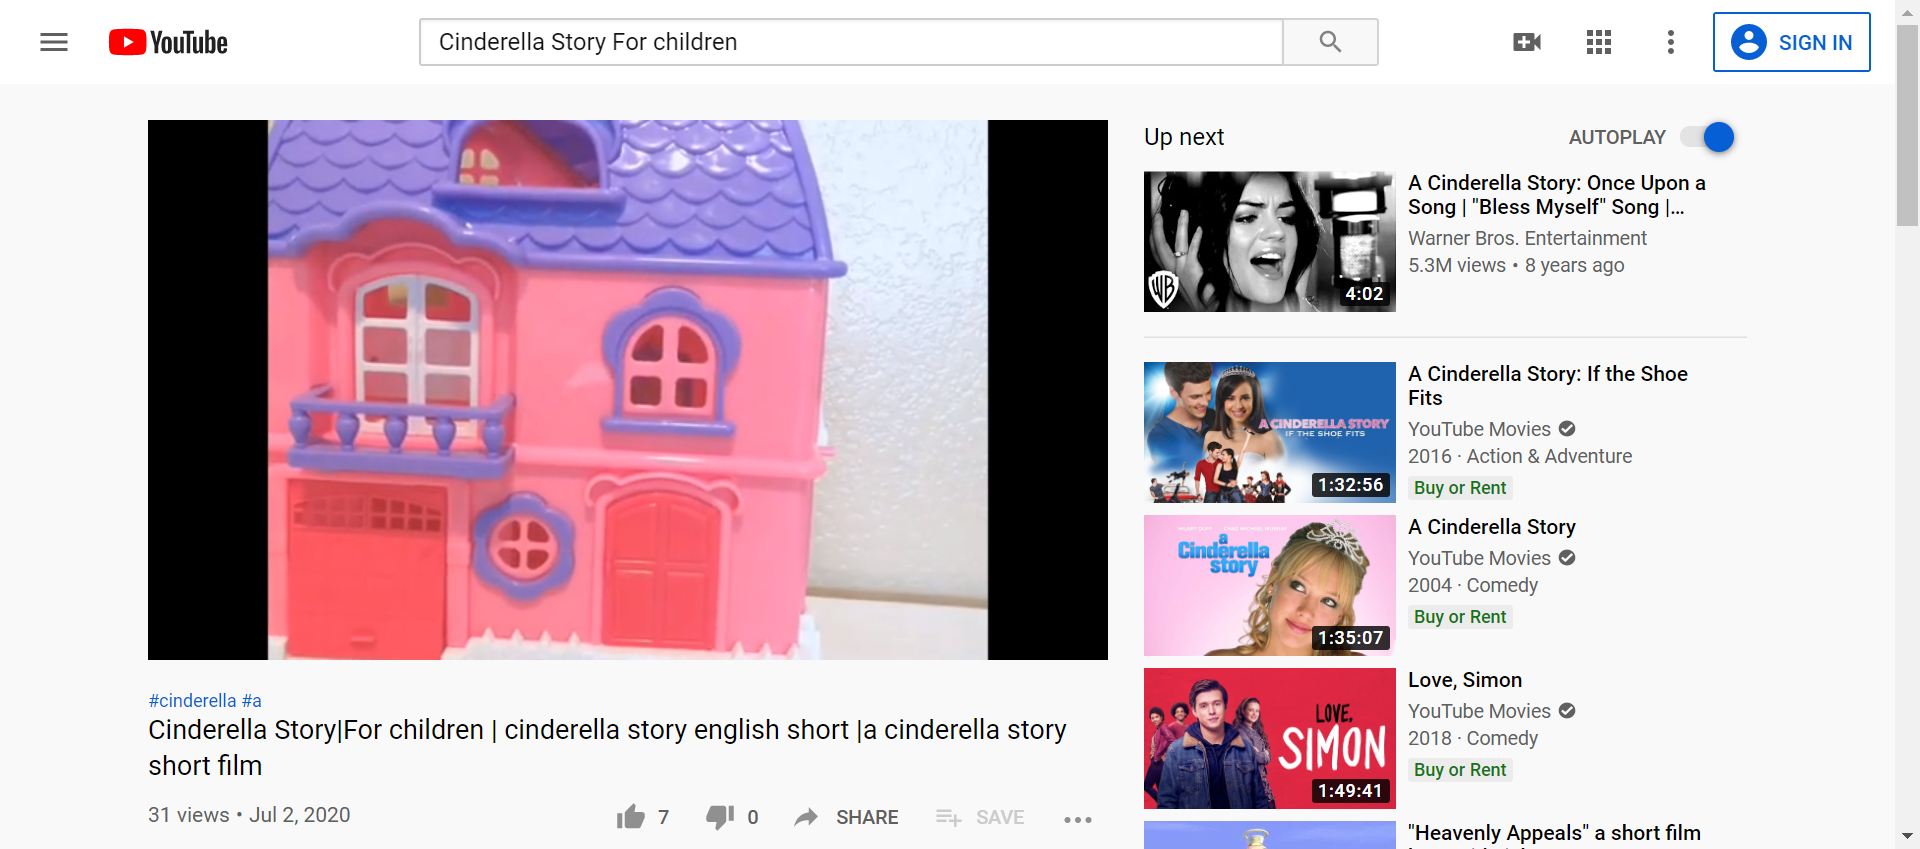 YouTube
Cinderella Story For children
SIGN IN
Up next
AUTOPLAY
A Cinderella Story: Once Upon a
Song | "Bless Myself" Song |...
Warner Bros. Entertainment
5.3M views • 8 years ago
WB
4:02
A Cinderella Story: If the Shoe
Fits
YouTube Movies
2016 · Action & Adventure
Buy or Rent
A CINDERELLA STORY
IF THE SHOE FITS
1:32:56
A Cinderella Story
YouTube Movies
2004 · Comedy
Buy or Rent
a
Cinderella
story
1:35:07
Love, Simon
YouTube Movies
2018 · Comedy
Buy or Rent
LOVE,
SIMON
1:49:41
"Heavenly Appeals" a short film
#cinderella #a
Cinderella Story|For children | cinderella story english short |a cinderella story
short film
31 views • Jul 2, 2020
7
0
SHARE
SAVE